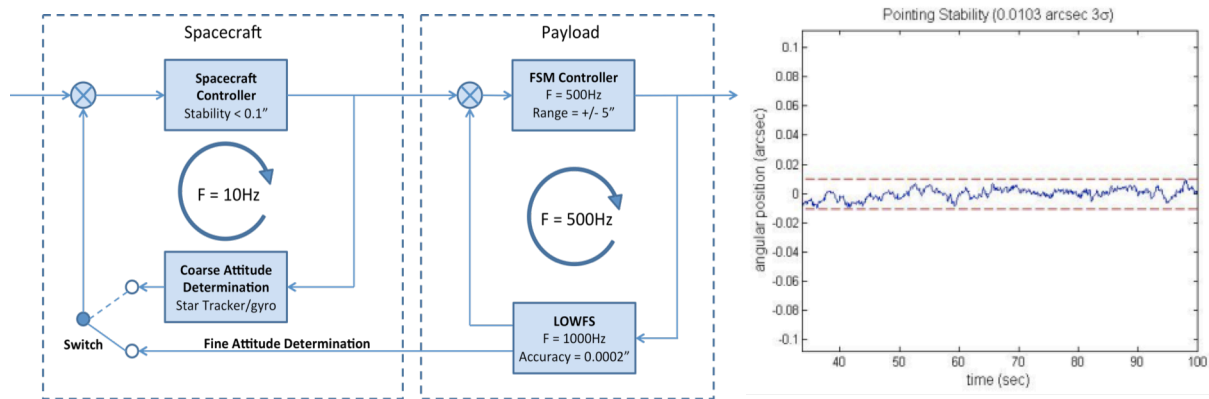 Spacecraft
Spacecraft
Controller
Stability < 0.1”
F = 10Hz
Coarse Attitude
Determination
Star Tracker/gyro
Switch
Fine Attitude Determination
Payload
FSM Controller
F = 500Hz
Range = +/- 5”
F = 500Hz
LOWFS
F = 1000Hz
Accuracy = 0.0002”
Pointing Stability (0.0103 arcsec 3σ)
angular position (arcsec)
0.1
0.08
0.06
0.04
0.02
0
-0.02
-0.04
-0.06
-0.08
-0.1
40 50 60 70 80 90 100
time (sec)